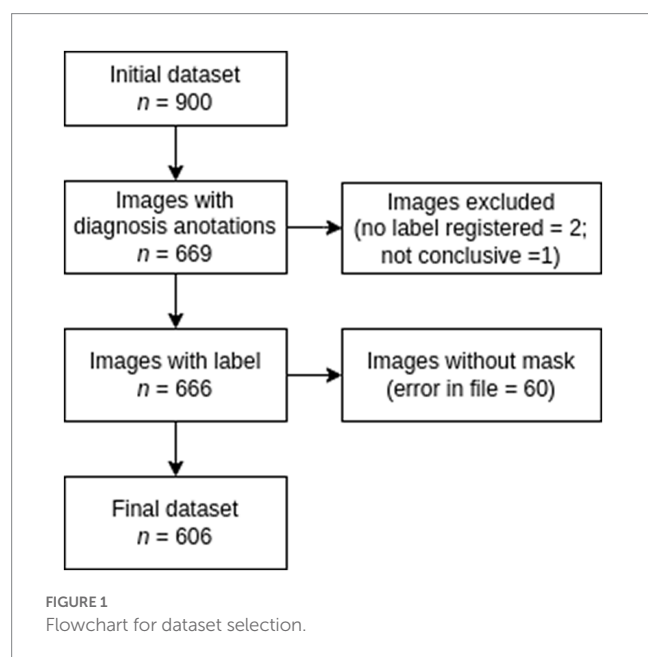 Initial dataset
n = 900
Images with
diagnosis anotations
n = 669
Images excluded
(no label registered = 2;
not conclusive =1)
Images with label
n = 666
Images without mask
(error in file = 60)
Final dataset
n = 606
FIGURE 1
Flowchart for dataset selection.